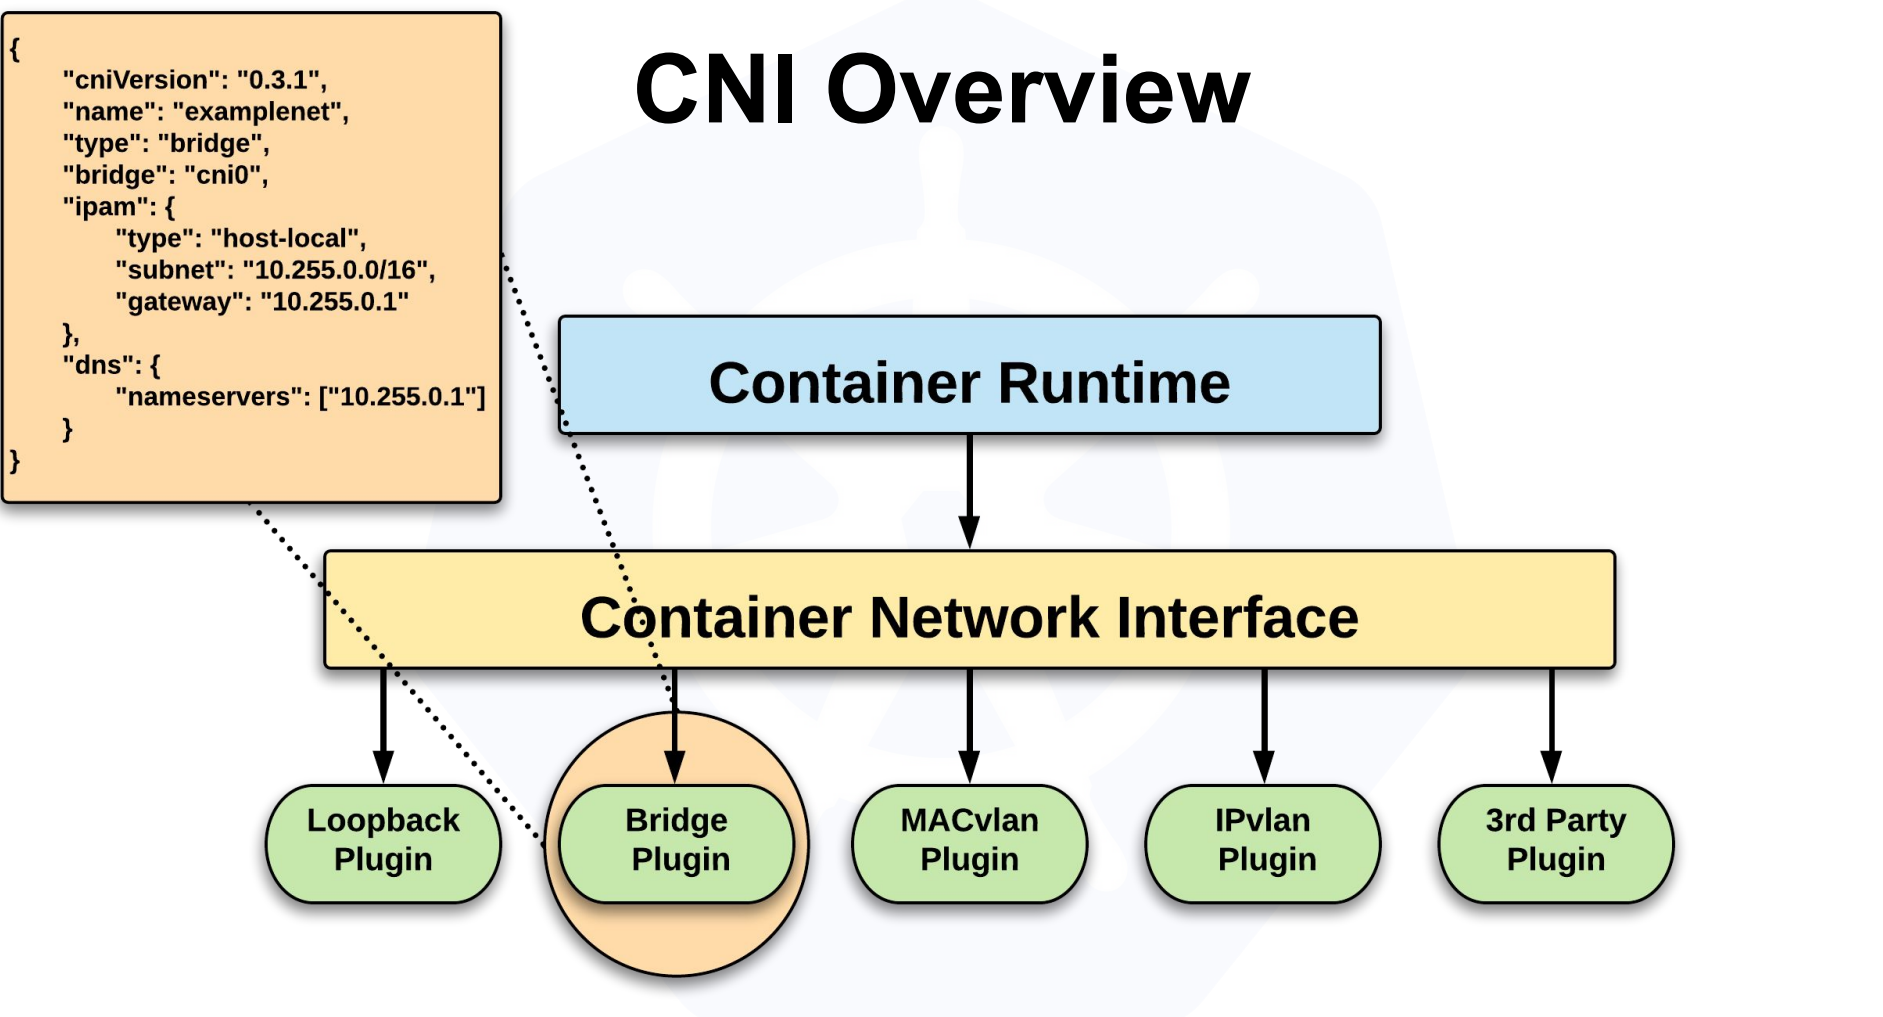 CNI Overview
{
"cniVersion": "0.3.1",
"name": "examplenet",
"type": "bridge",
"bridge": "cni0",
"ipam": {
"type": "host-local",
"subnet": "10.255.0.0/16",
"gateway": "10.255.0.1"
},
"dns": {
"nameservers": ["10.255.0.1"]
}
}
Container Runtime
Container Network Interface
Loopback
Plugin
Bridge
Plugin
MACvlan
Plugin
IPvlan
Plugin
3rd Party
Plugin